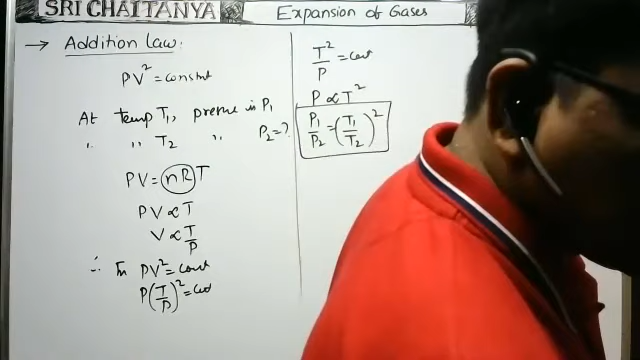 SRI CHAITANYA
Expansion of Gases
→ Addition Law.
PV² = constnt
At temp T₁, pressure is P₁
" " T₂ " P₂ = ?
PV = nRT
PV ∝ T
V ∝ T/P
∴ In PV² = const
P(T/P)² = const
T²/P = const
P ∝ T²
P₁/P₂ = (T₁/T₂)²